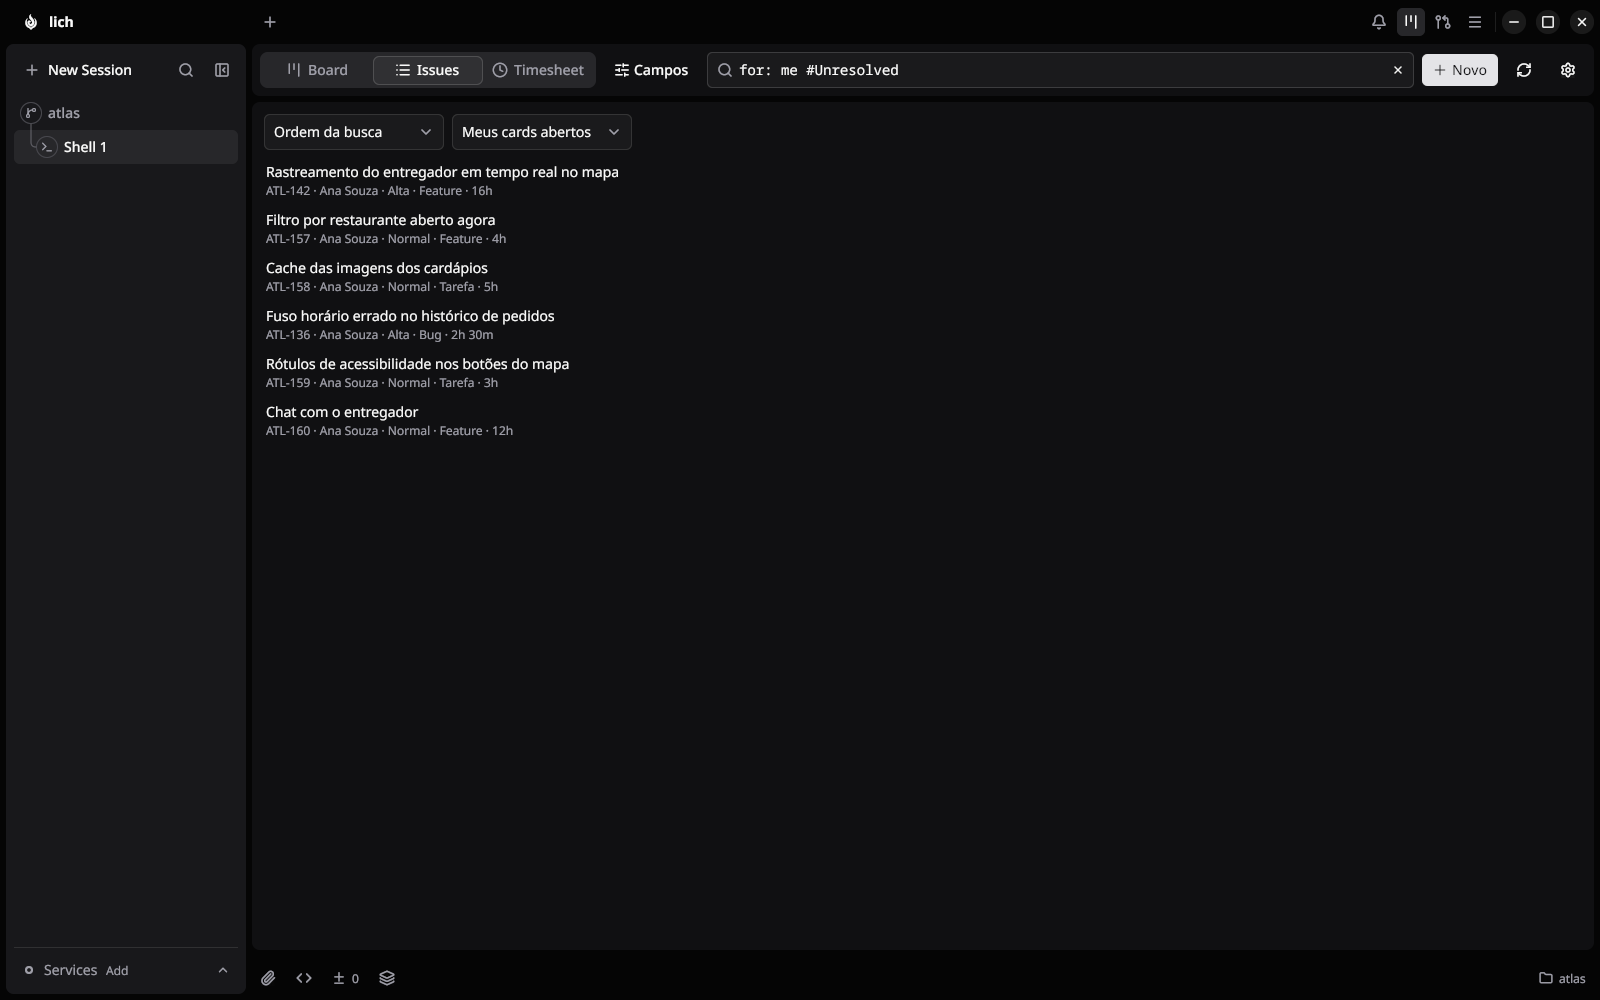 lich
New Session
Board
Issues
Timesheet
Campos
for: me #Unresolved
Novo
atlas
Shell 1
Ordem da busca
Meus cards abertos
Rastreamento do entregador em tempo real no mapa
ATL-142 · Ana Souza · Alta · Feature · 16h
Filtro por restaurante aberto agora
ATL-157 · Ana Souza · Normal · Feature · 4h
Cache das imagens dos cardápios
ATL-158 · Ana Souza · Normal · Tarefa · 5h
Fuso horário errado no histórico de pedidos
ATL-136 · Ana Souza · Alta · Bug · 2h 30m
Rótulos de acessibilidade nos botões do mapa
ATL-159 · Ana Souza · Normal · Tarefa · 3h
Chat com o entregador
ATL-160 · Ana Souza · Normal · Feature · 12h
Services Add
± 0
atlas